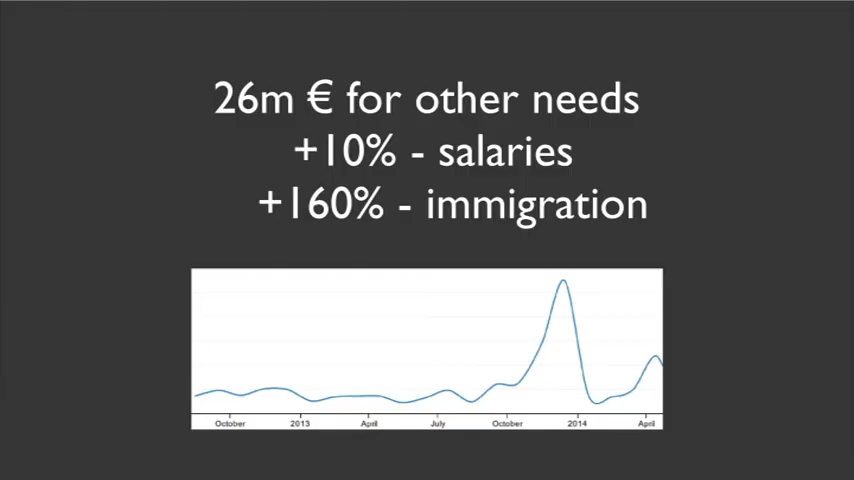 26m € for other needs
+10% - salaries
+160% - immigration
October 2013 April July October 2014 April